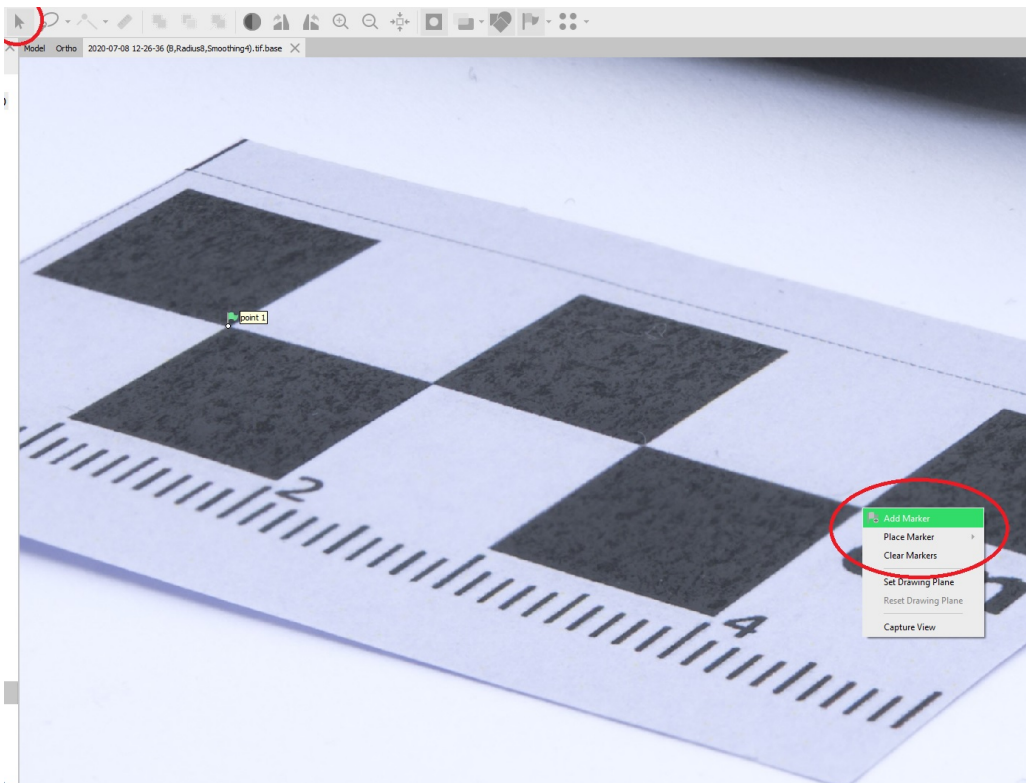 Model Ortho 2020-07-08 12-26-36 (B,Radius8,Smoothing4).tif.base
point 1
2
4
Add Marker
Place Marker
Clear Markers
Set Drawing Plane
Reset Drawing Plane
Capture View